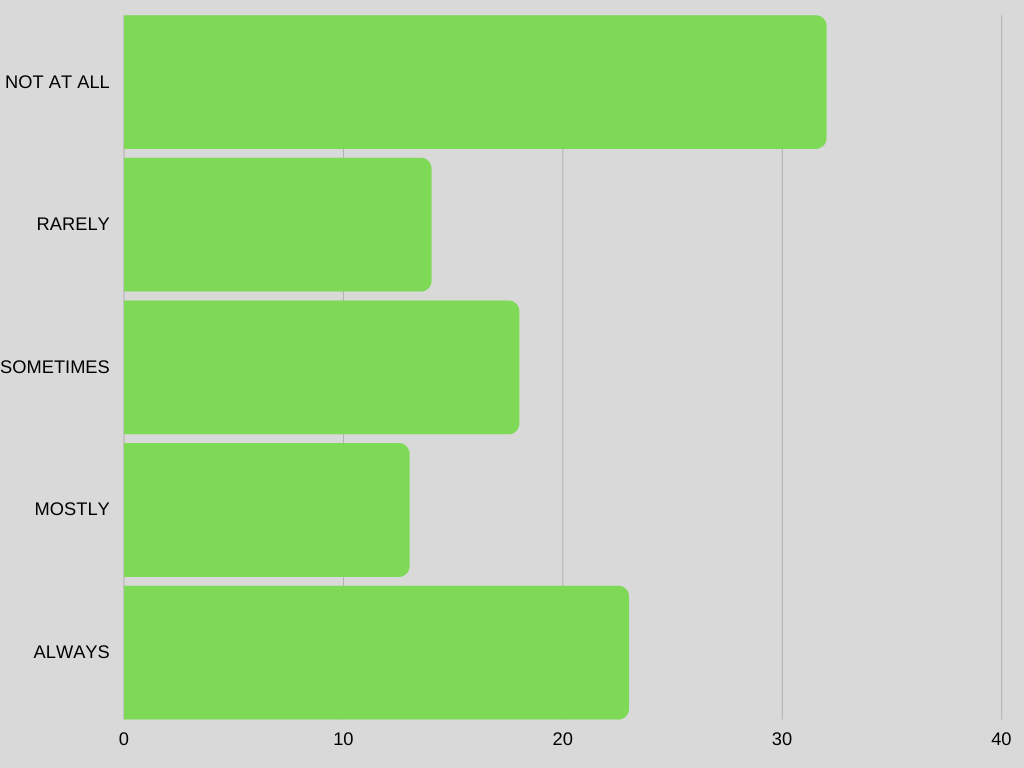 NOT AT ALL
RARELY
SOMETIMES
MOSTLY
ALWAYS
0 10 20 30 40